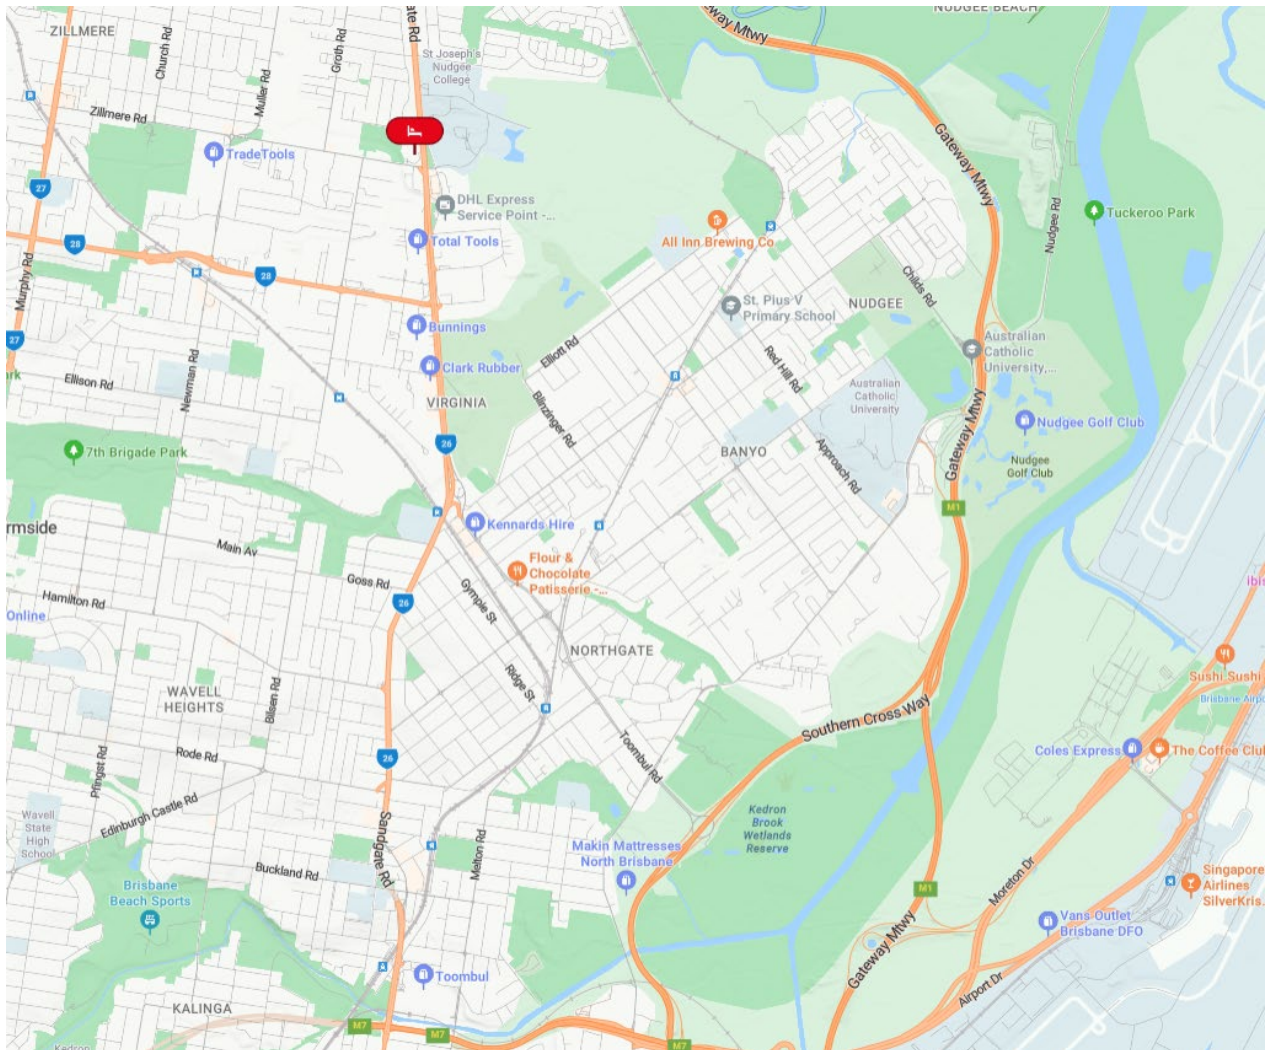 ZILLMERE
Church Rd
Groth Rd
ate Rd
way Mtwy
NUDGEE BEACH
St Joseph's
Nudgee
College
Muller Rd
Zillmere Rd
TradeTools
Gateway Mtwy
27
DHL Express
Service Point -...
Nudgee Rd
Tuckeroo Park
28
Total Tools
All Inn Brewing Co
28
Murphy Rd
Childs Rd
St. Pius V
Primary School
NUDGEE
Bunnings
27
Elliott Rd
Red Hill Rd
Australian
Catholic
University,...
Clark Rubber
Ellison Rd
Newman Rd
ark
VIRGINIA
Blinzinger Rd
Australian
Catholic
University
Gateway Mtwy
Nudgee Golf Club
26
7th Brigade Park
BANYO
Approach Rd
Nudgee
Golf Club
M1
rmside
Kennards Hire
Main Av
Flour &
Chocolate
Patisserie -...
Goss Rd
Gympie St
ibis
Hamilton Rd
26
Online
NORTHGATE
Sushi Sushi
WAVELL
HEIGHTS
Bilsen Rd
Ridge St
Brisbane Airpo
Southern Cross Way
Rode Rd
26
Toombul Rd
Coles Express
The Coffee Club
Pfingst Rd
Edinburgh Castle Rd
Sandgate Rd
Kedron
Brook
Wetlands
Reserve
Wavell
State
High
School
Melton Rd
Makin Mattresses
North Brisbane
Buckland Rd
Moreton Dr
Singapore
Airlines
SilverKris...
M1
Brisbane
Beach Sports
Vans Outlet
Brisbane DFO
Gateway Mtwy
Toombul
Airport Dr
KALINGA
M7
M7
M7
Kedron